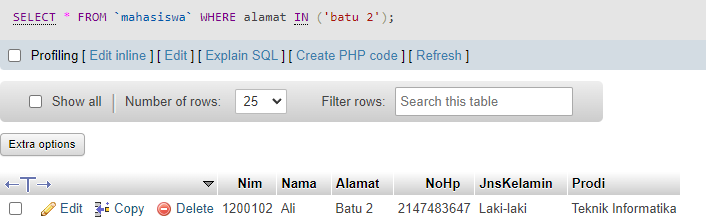 SELECT * FROM `mahasiswa` WHERE alamat IN ('batu 2');
Profiling [ Edit inline ] [ Edit ] [ Explain SQL ] [ Create PHP code ] [ Refresh ]
Show all Number of rows: 25 Filter rows: Search this table
Extra options
Nim Nama Alamat NoHp JnsKelamin Prodi
Edit Copy Delete 1200102 Ali Batu 2 2147483647 Laki-laki Teknik Informatika